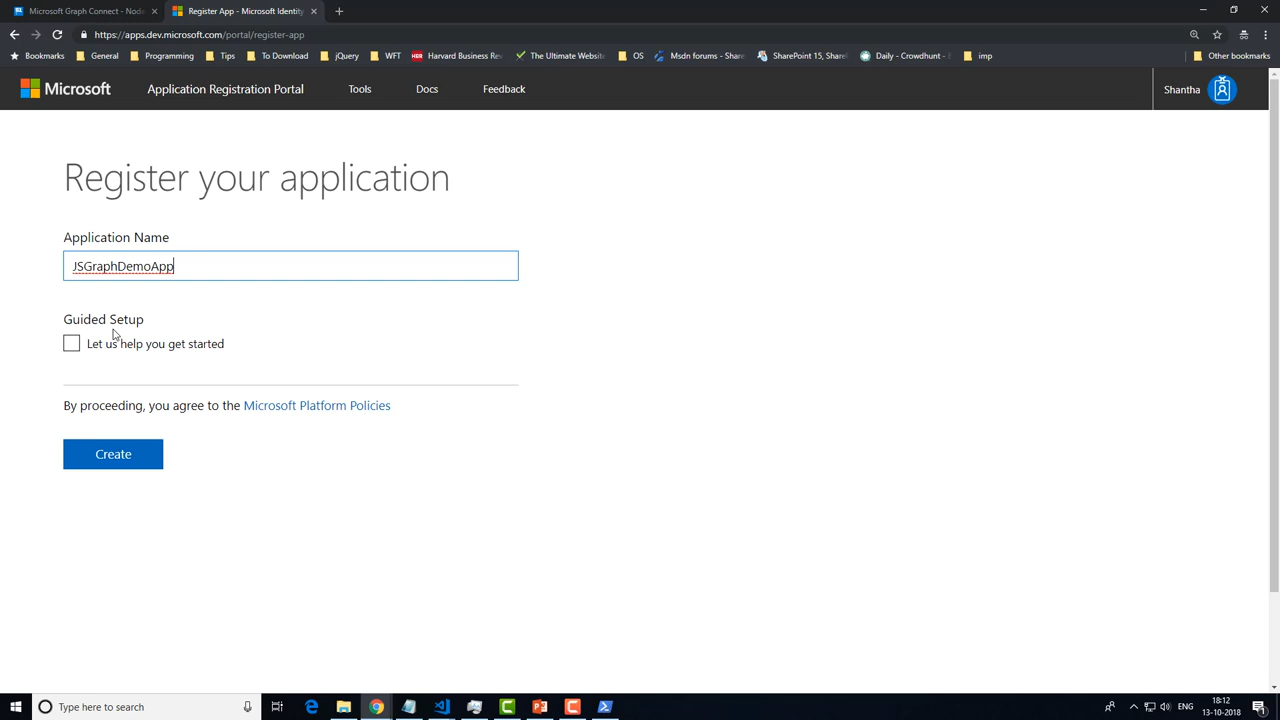 Microsoft Graph Connect - Node
Register App - Microsoft Identity
https://apps.dev.microsoft.com/portal/register-app
Bookmarks General Programming Tips To Download jQuery WFT HBR Harvard Business Rev The Ultimate Website OS Msdn forums - Share SharePoint 15, Share Daily - Crowdhunt - imp Other bookmarks
Microsoft Application Registration Portal Tools Docs Feedback Shantha
Register your application
Application Name
JSGraphDemoApp
Guided Setup
Let us help you get started
By proceeding, you agree to the Microsoft Platform Policies
Create
Type here to search
ENG
18:12
13-10-2018